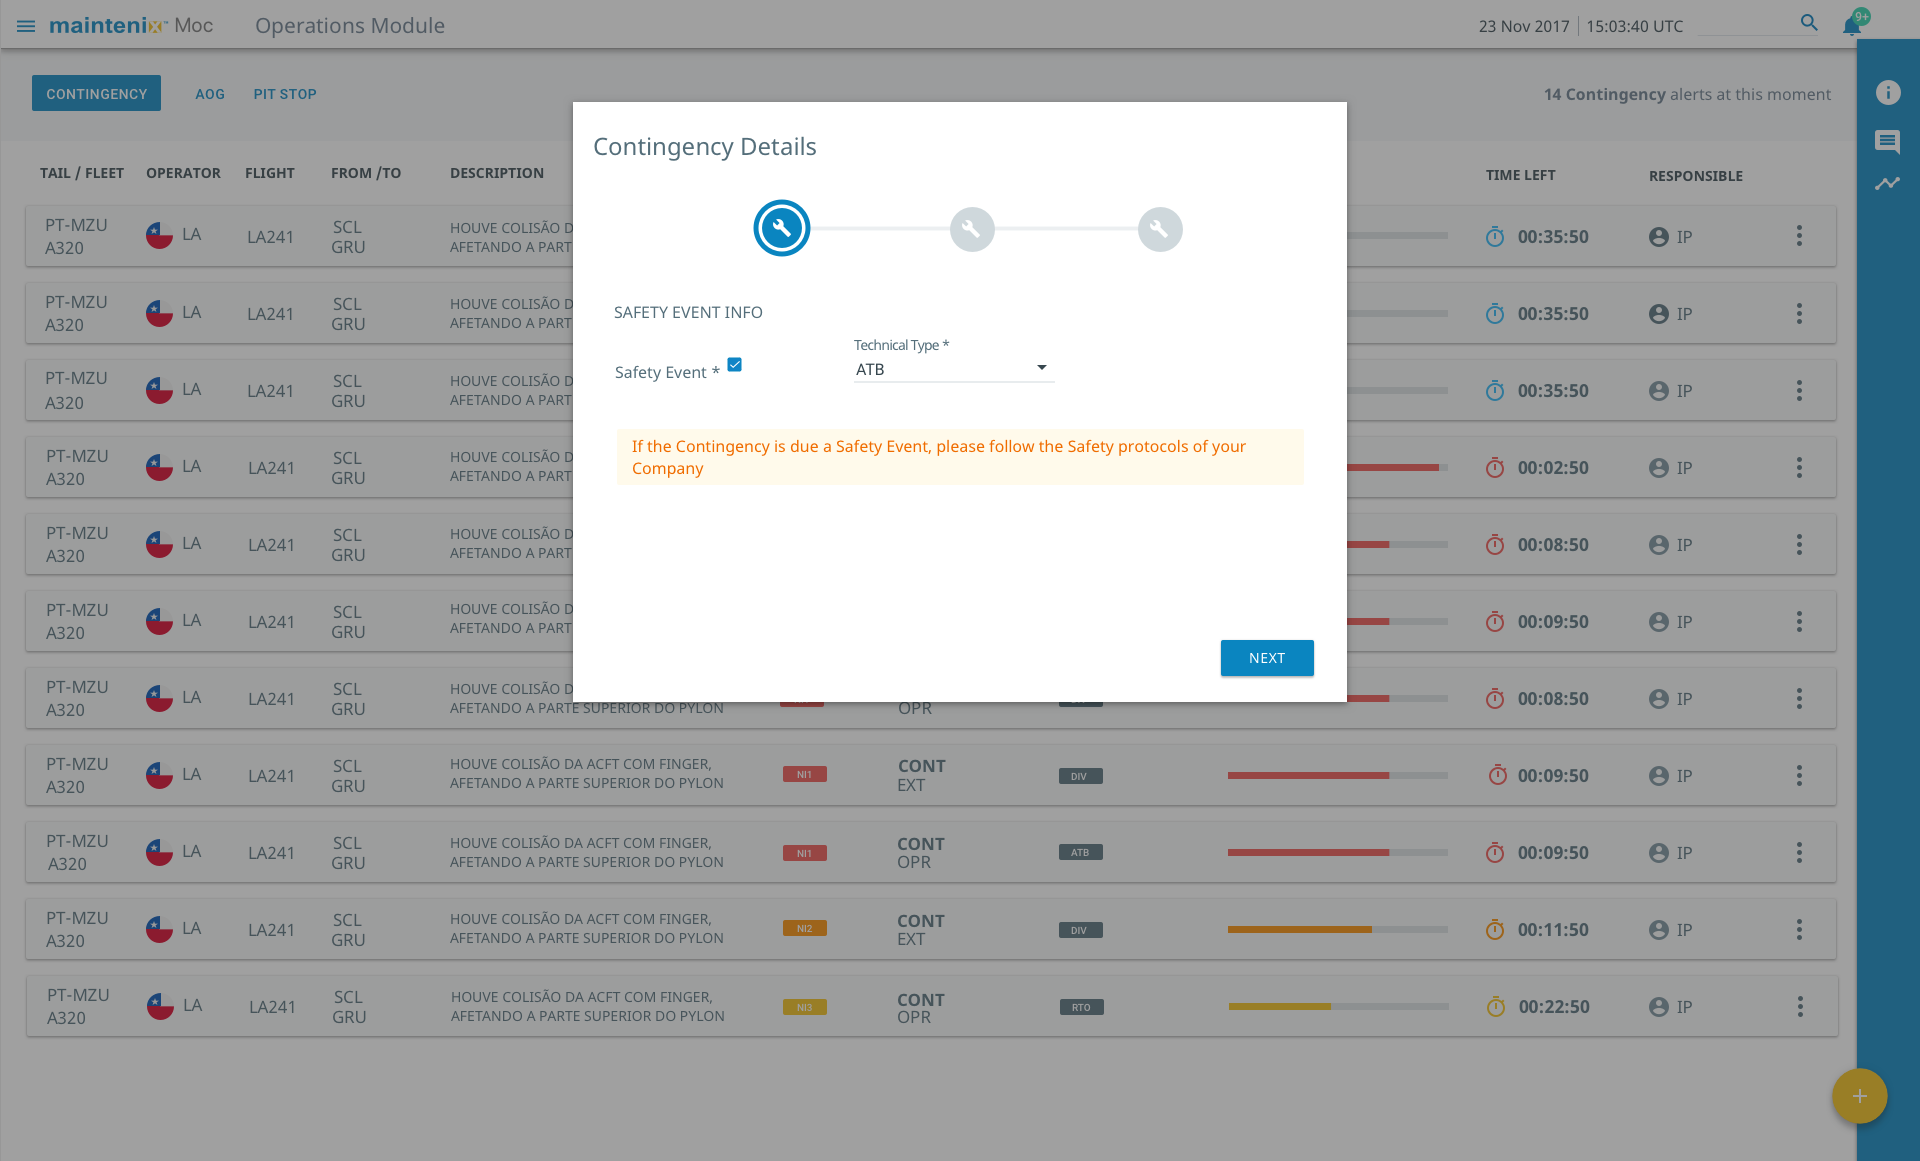 maintenix Moc Operations Module 23 Nov 2017 15:03:40 UTC 9+
CONTINGENCY AOG PIT STOP 14 Contingency alerts at this moment
TAIL / FLEET OPERATOR FLIGHT FROM /TO DESCRIPTION TIME LEFT RESPONSIBLE
Contingency Details
SAFETY EVENT INFO
Safety Event *
Technical Type *
ATB
If the Contingency is due a Safety Event, please follow the Safety protocols of your
Company
NEXT
PT-MZU LA LA241 SCL HOUVE COLISÃO D 00:35:50 IP
A320 GRU AFETANDO A PART
PT-MZU LA LA241 SCL HOUVE COLISÃO D 00:35:50 IP
A320 GRU AFETANDO A PART
PT-MZU LA LA241 SCL HOUVE COLISÃO D 00:35:50 IP
A320 GRU AFETANDO A PART
PT-MZU LA LA241 SCL HOUVE COLISÃO D 00:02:50 IP
A320 GRU AFETANDO A PART
PT-MZU LA LA241 SCL HOUVE COLISÃO D 00:08:50 IP
A320 GRU AFETANDO A PART
PT-MZU LA LA241 SCL HOUVE COLISÃO D 00:09:50 IP
A320 GRU AFETANDO A PART
PT-MZU LA LA241 SCL HOUVE COLISÃO D 00:08:50 IP
A320 GRU AFETANDO A PARTE SUPERIOR DO PYLON OPR
PT-MZU LA LA241 SCL HOUVE COLISÃO DA ACFT COM FINGER, NI1 CONT DIV 00:09:50 IP
A320 GRU AFETANDO A PARTE SUPERIOR DO PYLON EXT
PT-MZU LA LA241 SCL HOUVE COLISÃO DA ACFT COM FINGER, NI1 CONT ATB 00:09:50 IP
A320 GRU AFETANDO A PARTE SUPERIOR DO PYLON OPR
PT-MZU LA LA241 SCL HOUVE COLISÃO DA ACFT COM FINGER, NI2 CONT DIV 00:11:50 IP
A320 GRU AFETANDO A PARTE SUPERIOR DO PYLON EXT
PT-MZU LA LA241 SCL HOUVE COLISÃO DA ACFT COM FINGER, NI3 CONT RTO 00:22:50 IP
A320 GRU AFETANDO A PARTE SUPERIOR DO PYLON OPR